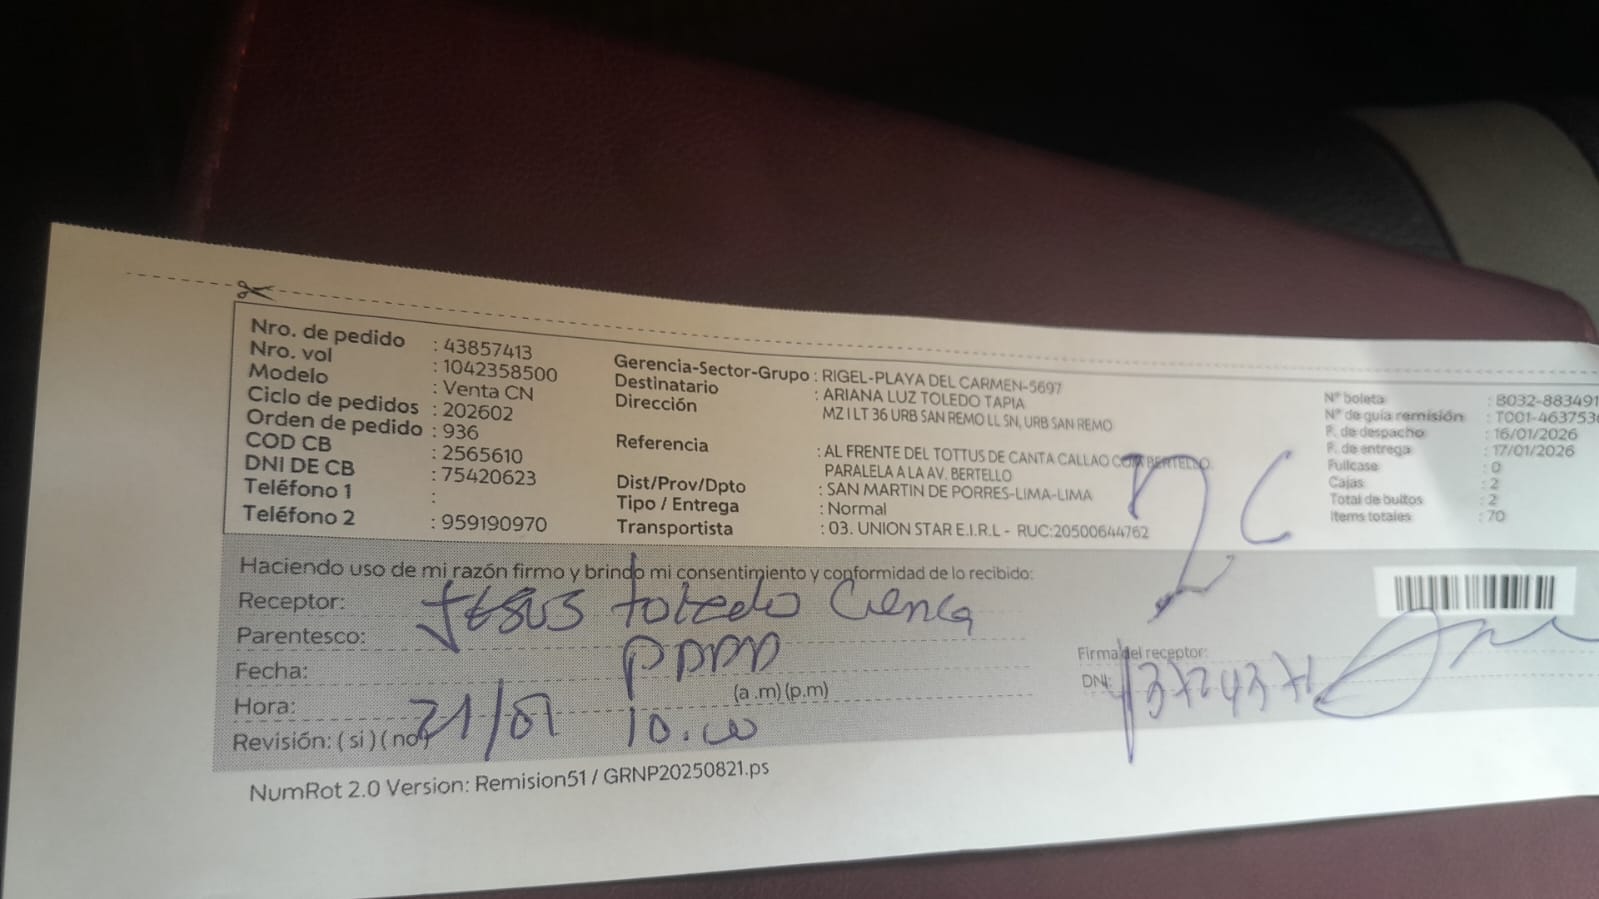 Nro. de pedido : 43857413
Nro. vol : 1042358500
Modelo : Venta CN
Ciclo de pedidos : 202602
Orden de pedido : 936
COD CB : 2565610
DNI DE CB : 75420623
Teléfono 1 :
Teléfono 2 : 959190970
Gerencia-Sector-Grupo : RIGEL-PLAYA DEL CARMEN-5697
Destinatario : ARIANA LUZ TOLEDO TAPIA
Dirección MZ I LT 36 URB SAN REMO LL SN, URB SAN REMO
Referencia : AL FRENTE DEL TOTTUS DE CANTA CALLAO CON BERTELLO
PARALELA A LA AV. BERTELLO
Dist/Prov/Dpto : SAN MARTIN DE PORRES-LIMA-LIMA
Tipo / Entrega : Normal
Transportista : 03. UNION STAR E.I.R.L - RUC:20500644762
N° boleta : B032-883491
N° de guía remisión : T001-4637536
F. de despacho : 16/01/2026
F. de entrega : 17/01/2026
Fullcase : 0
Cajas : 2
Total de bultos : 2
Items totales : 70
2C
Haciendo uso de mi razón firmo y brindo mi consentimiento y conformidad de lo recibido:
Receptor: Jesus toledo
Parentesco:
Fecha:
Hora: (a .m) (p.m)
Revisión: ( si ) ( no )
10.00
Firma del receptor:
DNI:
NumRot 2.0 Version: Remision51 / GRNP20250821.ps